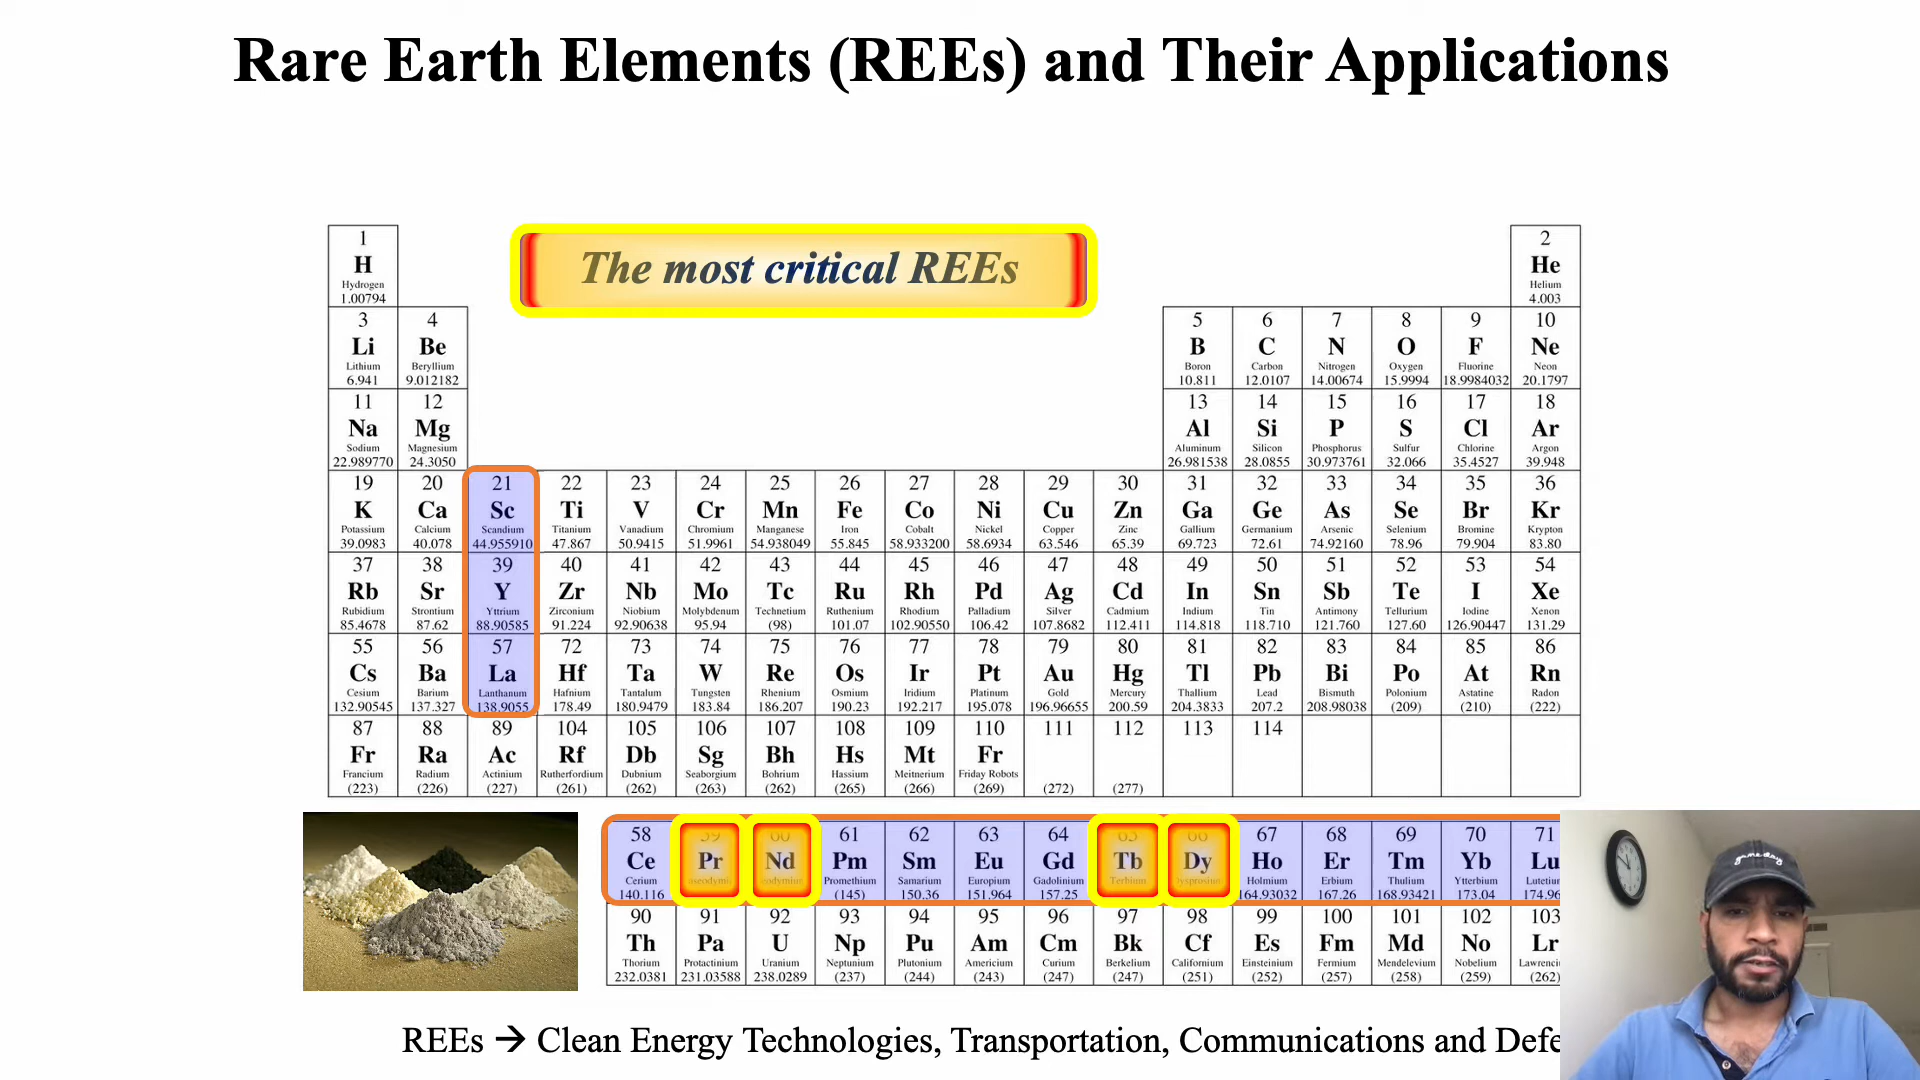 Rare Earth Elements (REEs) and Their Applications
The most critical REEs
1 2
H He
Hydrogen Helium
1.00794 4.003
3 4 5 6 7 8 9 10
Li Be B C N O F Ne
Lithium Beryllium Boron Carbon Nitrogen Oxygen Fluorine Neon
6.941 9.012182 10.811 12.0107 14.00674 15.9994 18.9984032 20.1797
11 12 13 14 15 16 17 18
Na Mg Al Si P S Cl Ar
Sodium Magnesium Aluminum Silicon Phosphorus Sulfur Chlorine Argon
22.989770 24.3050 26.981538 28.0855 30.973761 32.066 35.4527 39.948
19 20 21 22 23 24 25 26 27 28 29 30 31 32 33 34 35 36
K Ca Sc Ti V Cr Mn Fe Co Ni Cu Zn Ga Ge As Se Br Kr
Potassium Calcium Scandium Titanium Vanadium Chromium Manganese Iron Cobalt Nickel Copper Zinc Gallium Germanium Arsenic Selenium Bromine Krypton
39.0983 40.078 44.955910 47.867 50.9415 51.9961 54.938049 55.845 58.933200 58.6934 63.546 65.39 69.723 72.61 74.92160 78.96 79.904 83.80
37 38 39 40 41 42 43 44 45 46 47 48 49 50 51 52 53 54
Rb Sr Y Zr Nb Mo Tc Ru Rh Pd Ag Cd In Sn Sb Te I Xe
Rubidium Strontium Yttrium Zirconium Niobium Molybdenum Technetium Ruthenium Rhodium Palladium Silver Cadmium Indium Tin Antimony Tellurium Iodine Xenon
85.4678 87.62 88.90585 91.224 92.90638 95.94 (98) 101.07 102.90550 106.42 107.8682 112.411 114.818 118.710 121.760 127.60 126.90447 131.29
55 56 57 72 73 74 75 76 77 78 79 80 81 82 83 84 85 86
Cs Ba La Hf Ta W Re Os Ir Pt Au Hg Tl Pb Bi Po At Rn
Cesium Barium Lanthanum Hafnium Tantalum Tungsten Rhenium Osmium Iridium Platinum Gold Mercury Thallium Lead Bismuth Polonium Astatine Radon
132.90545 137.327 138.9055 178.49 180.9479 183.84 186.207 190.23 192.217 195.078 196.96655 200.59 204.3833 207.2 208.98038 (209) (210) (222)
87 88 89 104 105 106 107 108 109 110 111 112 113 114
Fr Ra Ac Rf Db Sg Bh Hs Mt Fr
Francium Radium Actinium Rutherfordium Dubnium Seaborgium Bohrium Hassium Meitnerium Friday Robots
(223) (226) (227) (261) (262) (263) (262) (265) (266) (269) (272) (277)
58 59 60 61 62 63 64 65 66 67 68 69 70 71
Ce Pr Nd Pm Sm Eu Gd Tb Dy Ho Er Tm Yb Lu
Cerium Promethium Samarium Europium Gadolinium Terbium Holmium Erbium Thulium Ytterbium Lutetiu
140.116 (145) 150.36 151.964 157.25 164.93032 167.26 168.93421 173.04 174.96
90 91 92 93 94 95 96 97 98 99 100 101 102 103
Th Pa U Np Pu Am Cm Bk Cf Es Fm Md No Lr
Thorium Protactinium Uranium Neptunium Plutonium Americium Curium Berkelium Californium Einsteinium Fermium Mendelevium Nobelium Lawrenci
232.0381 231.03588 238.0289 (237) (244) (243) (247) (247) (251) (252) (257) (258) (259) (262)
REEs → Clean Energy Technologies, Transportation, Communications and Defe